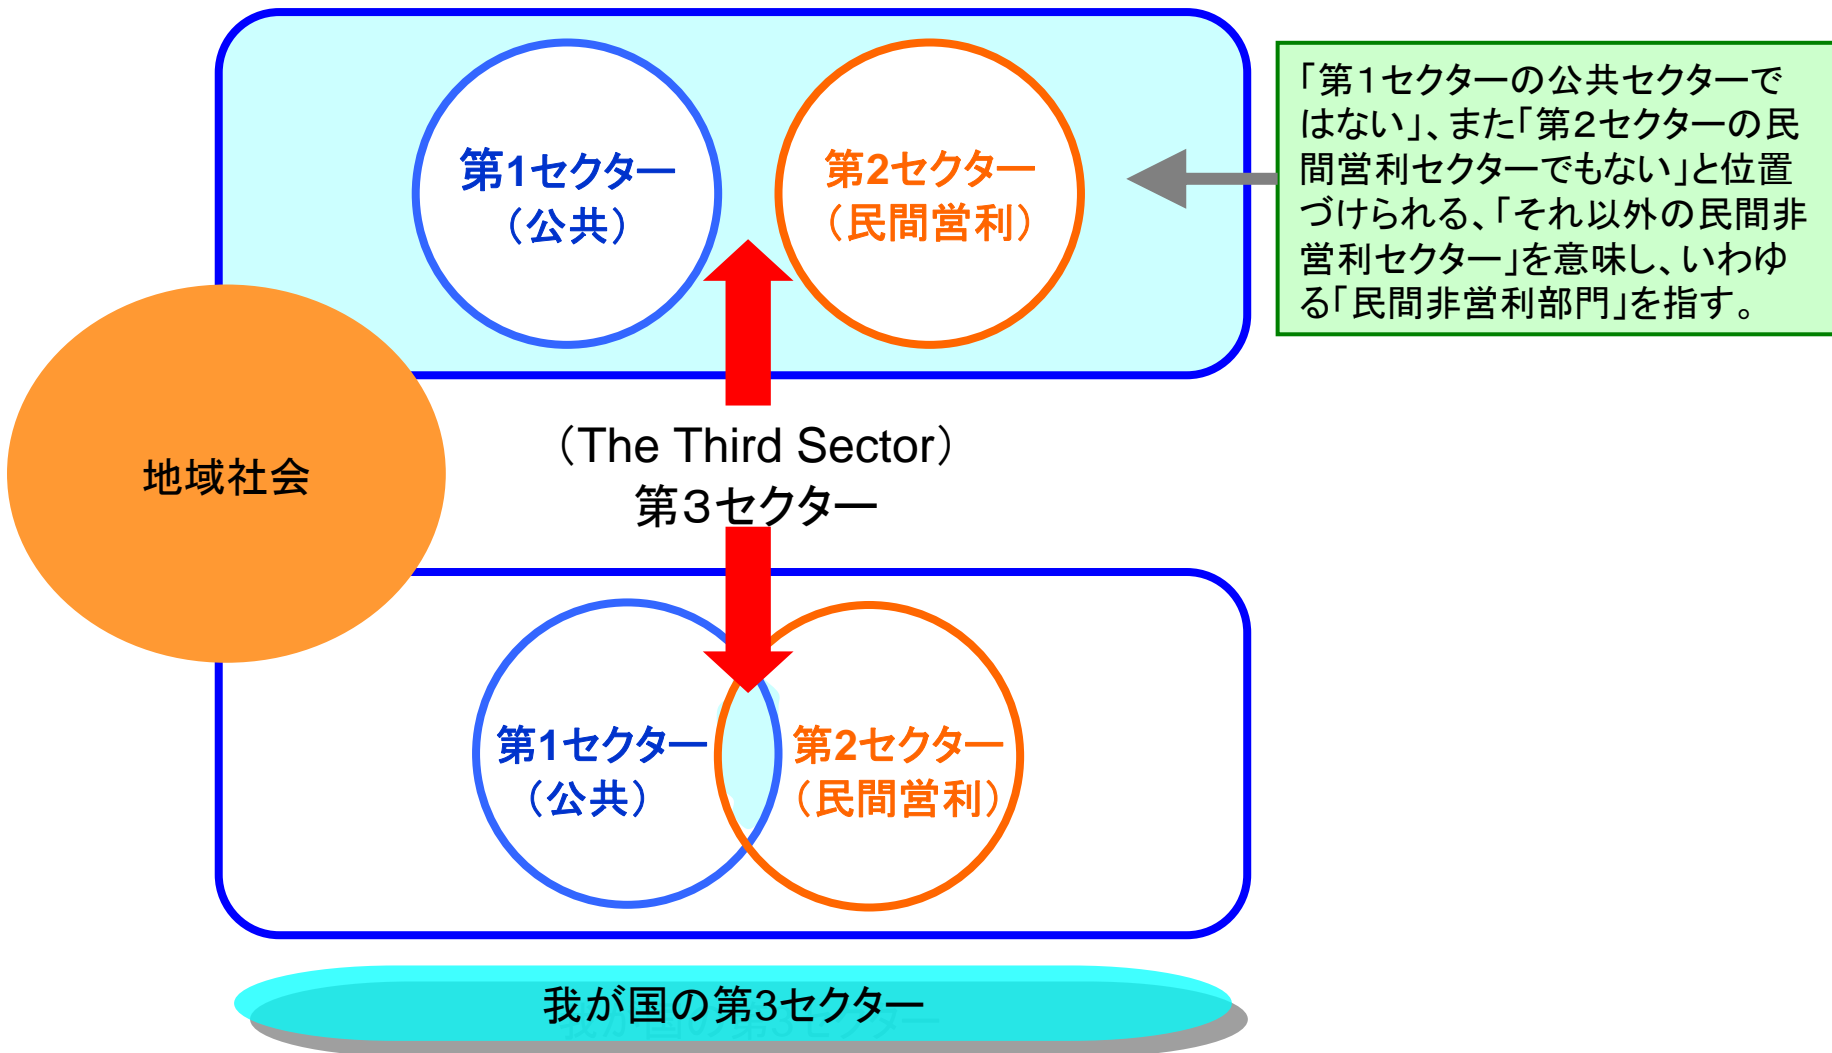 第1セクター
（公共）
第2セクター
（民間営利）
「第１セクターの公共セクターで
はない」、また「第２セクターの民
間営利セクターでもない」と位置
づけられる、「それ以外の民間非
営利セクター」を意味し、いわゆ
る「民間非営利部門」を指す。
地域社会
（The Third Sector）
第３セクター
第1セクター
（公共）
第2セクター
（民間営利）
我が国の第3セクター